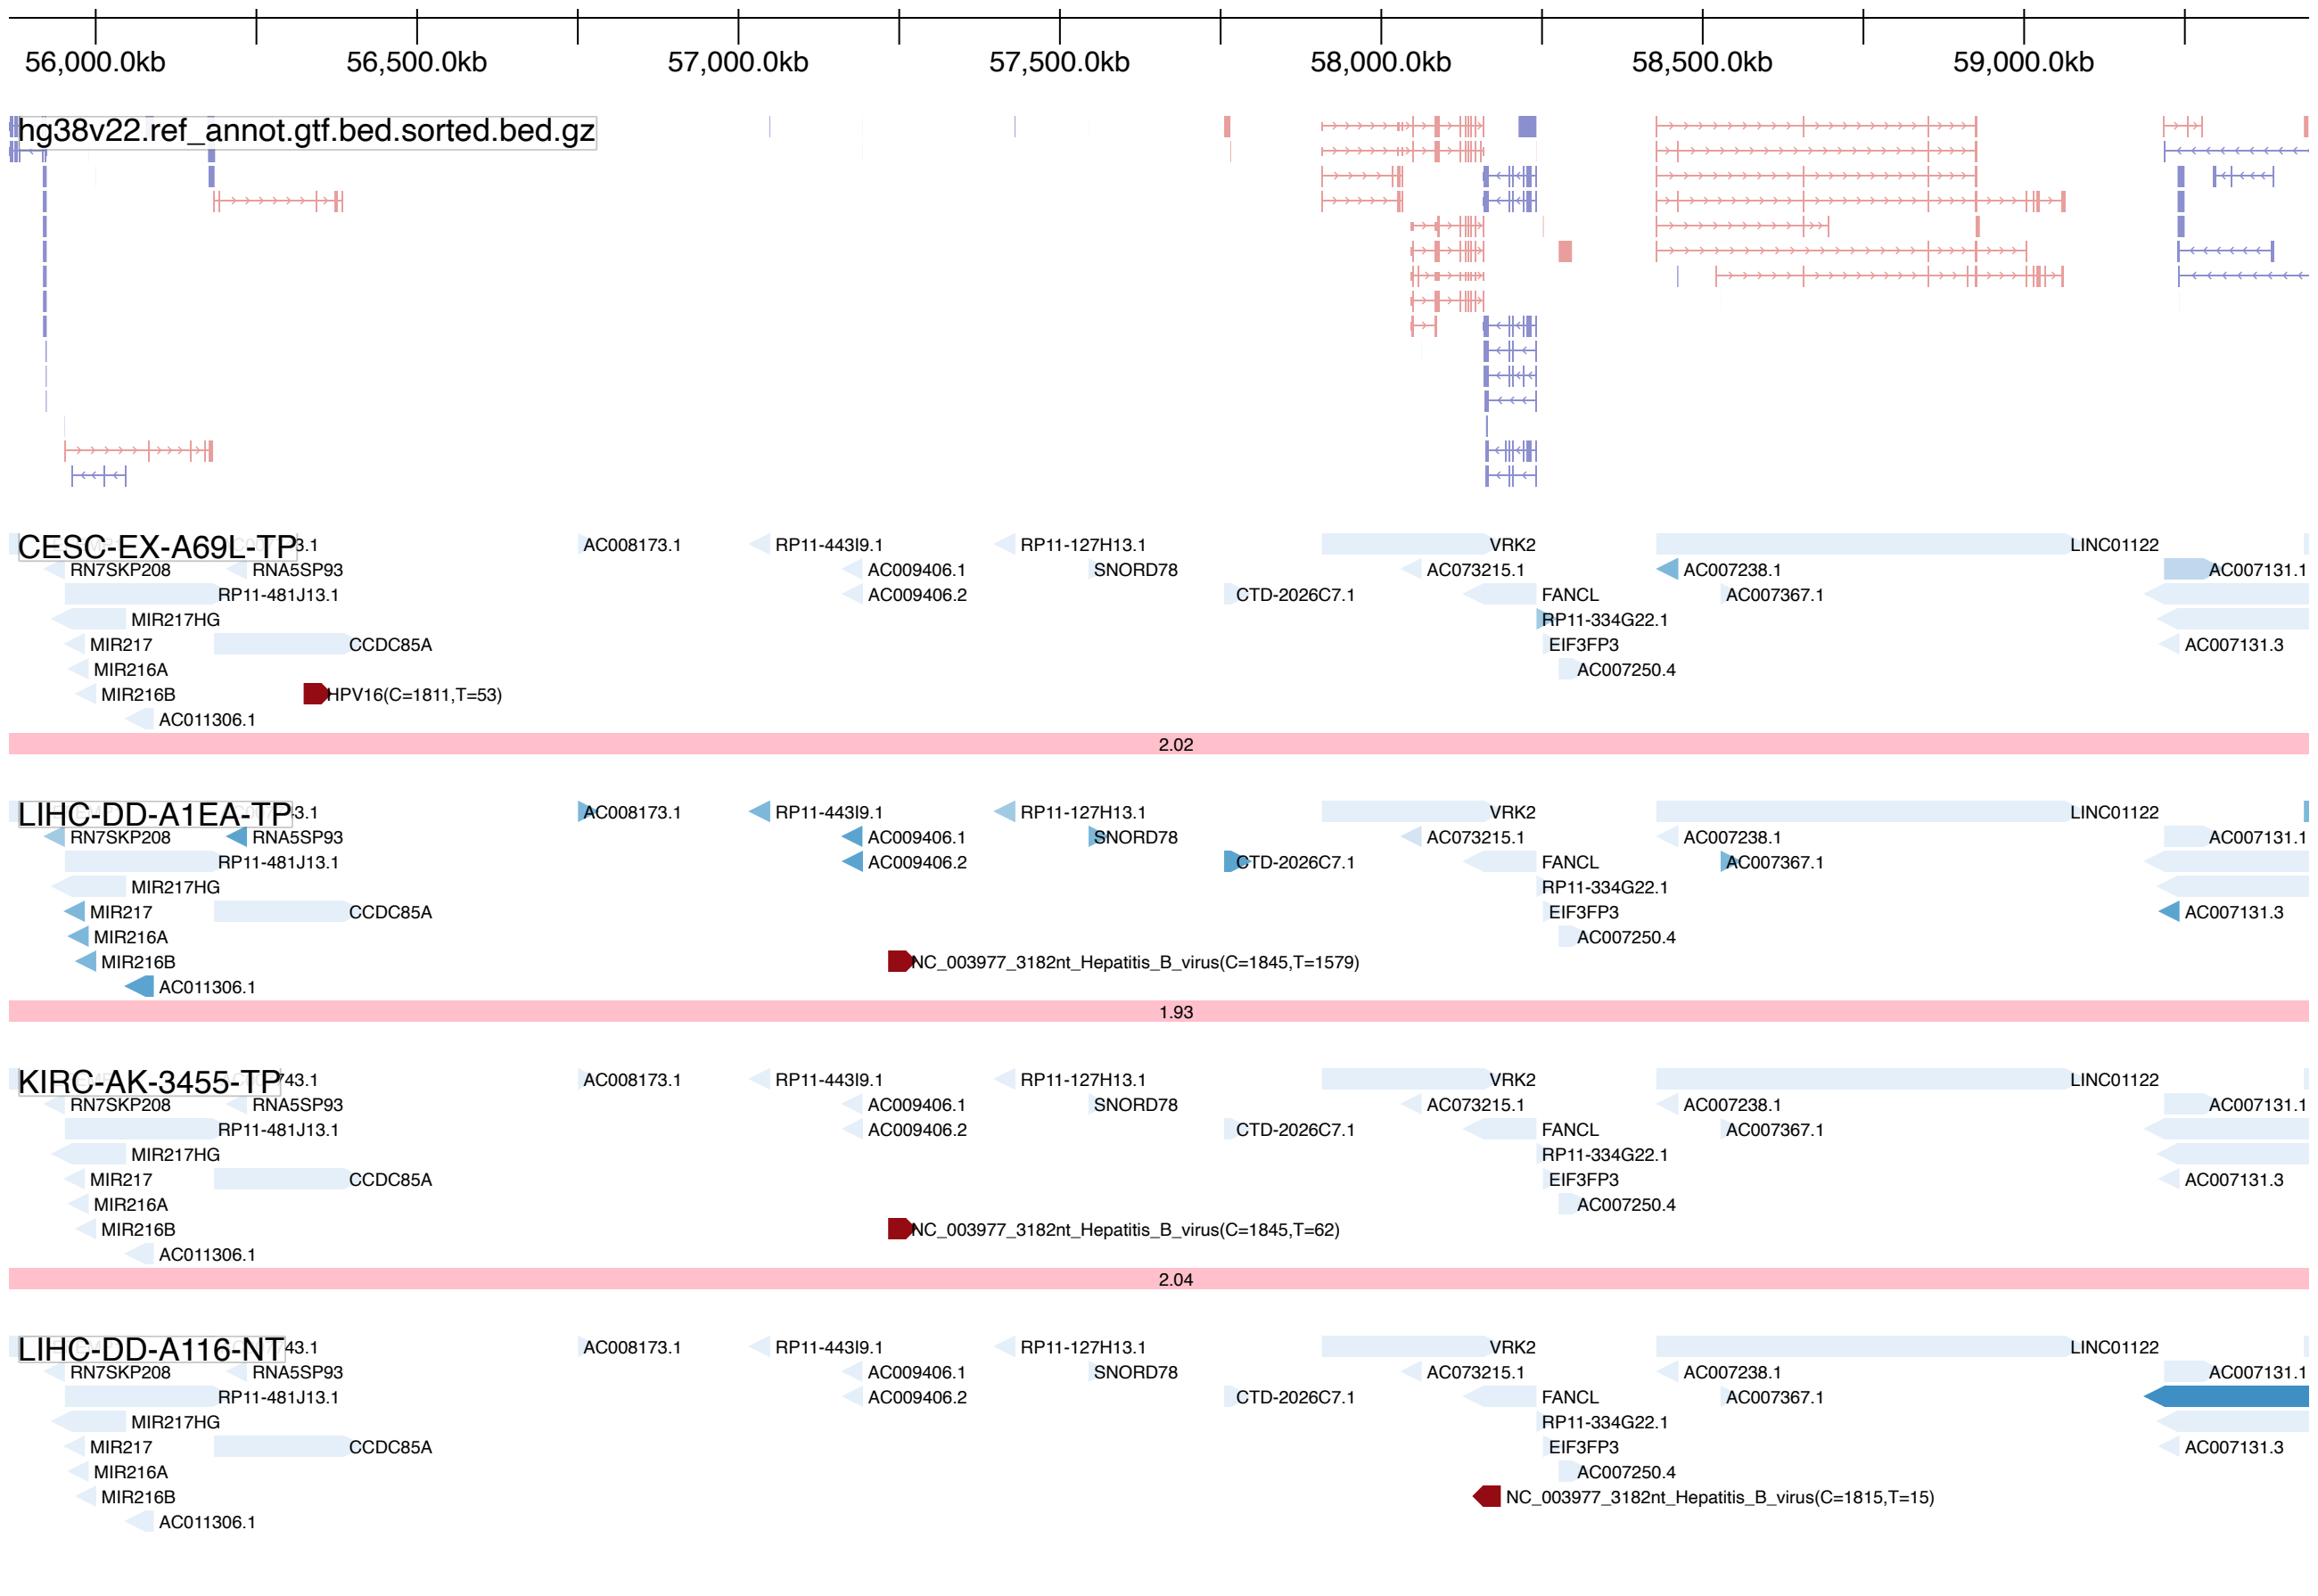 56,000.0kb 56,500.0kb 57,000.0kb 57,500.0kb 58,000.0kb 58,500.0kb 59,000.0kb
hg38v22.ref_annot.gtf.bed.sorted.bed.gz
CESC-EX-A69L-TP 3.1 AC008173.1 RP11-443I9.1 RP11-127H13.1 VRK2 LINC01122
RN7SKP208 RNA5SP93 AC009406.1 SNORD78 AC073215.1 AC007238.1 AC007131.1
RP11-481J13.1 AC009406.2 CTD-2026C7.1 FANCL AC007367.1
MIR217HG RP11-334G22.1
MIR217 CCDC85A EIF3FP3 AC007131.3
MIR216A AC007250.4
MIR216B HPV16(C=1811,T=53)
AC011306.1
2.02
LIHC-DD-A1EA-TP 3.1 AC008173.1 RP11-443I9.1 RP11-127H13.1 VRK2 LINC01122
RN7SKP208 RNA5SP93 AC009406.1 SNORD78 AC073215.1 AC007238.1 AC007131.1
RP11-481J13.1 AC009406.2 CTD-2026C7.1 FANCL AC007367.1
MIR217HG RP11-334G22.1
MIR217 CCDC85A EIF3FP3 AC007131.3
MIR216A AC007250.4
MIR216B NC_003977_3182nt_Hepatitis_B_virus(C=1845,T=1579)
AC011306.1
1.93
KIRC-AK-3455-TP 743.1 AC008173.1 RP11-443I9.1 RP11-127H13.1 VRK2 LINC01122
RN7SKP208 RNA5SP93 AC009406.1 SNORD78 AC073215.1 AC007238.1 AC007131.1
RP11-481J13.1 AC009406.2 CTD-2026C7.1 FANCL AC007367.1
MIR217HG RP11-334G22.1
MIR217 CCDC85A EIF3FP3 AC007131.3
MIR216A AC007250.4
MIR216B NC_003977_3182nt_Hepatitis_B_virus(C=1845,T=62)
AC011306.1
2.04
LIHC-DD-A116-NT 43.1 AC008173.1 RP11-443I9.1 RP11-127H13.1 VRK2 LINC01122
RN7SKP208 RNA5SP93 AC009406.1 SNORD78 AC073215.1 AC007238.1 AC007131.1
RP11-481J13.1 AC009406.2 CTD-2026C7.1 FANCL AC007367.1
MIR217HG RP11-334G22.1
MIR217 CCDC85A EIF3FP3 AC007131.3
MIR216A AC007250.4
MIR216B NC_003977_3182nt_Hepatitis_B_virus(C=1815,T=15)
AC011306.1